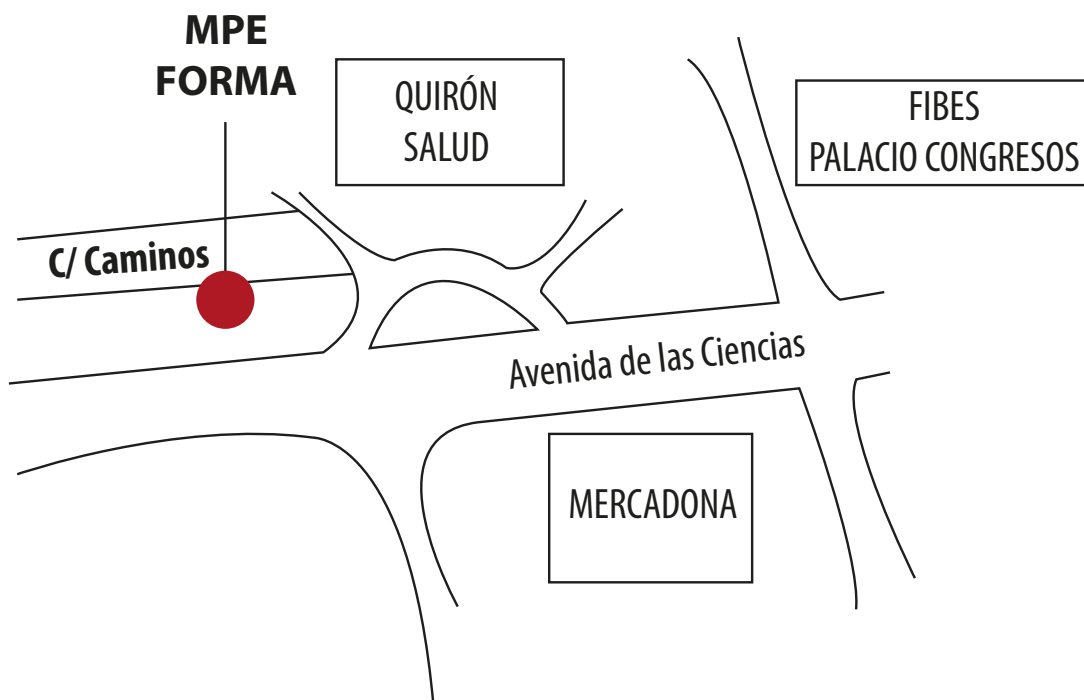 MPE
FORMA
QUIRÓN
SALUD
FIBES
PALACIO CONGRESOS
C/ Caminos
Avenida de las Ciencias
MERCADONA